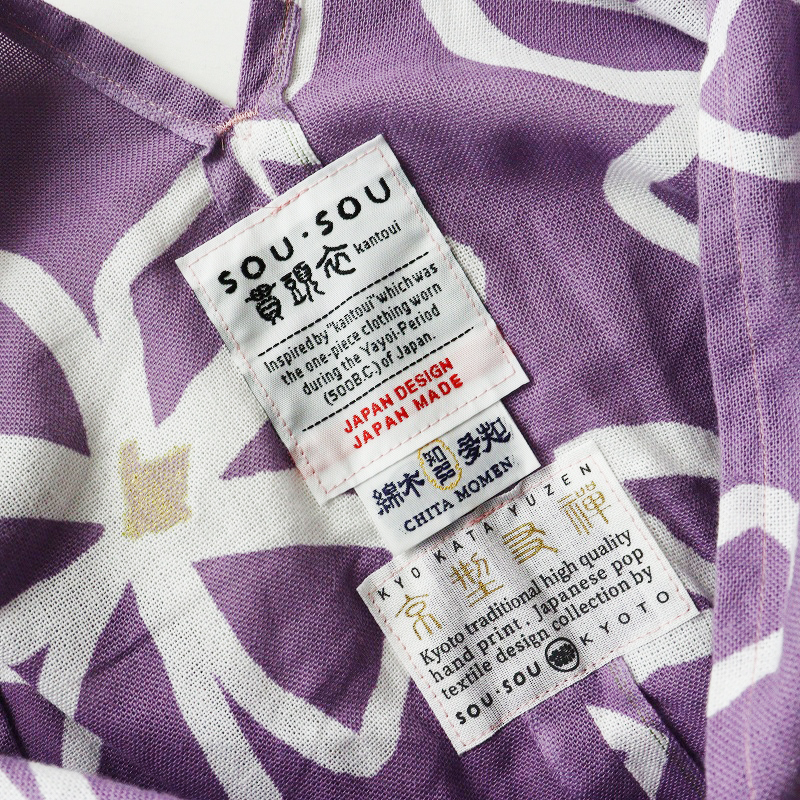 SOU・SOU
貫頭衣 kantoui
Inspired by "kantoui" which was
the one-piece clothing worn
during the Yayoi-Period
(500B.C.) of Japan.
JAPAN DESIGN
JAPAN MADE
綿木 知多 多知
CHITA MOMEN
KYO KATA YUZEN
京型友禅
Kyoto traditional high quality
hand print. Japanese pop
textile design collection by
SOU・SOU KYOTO